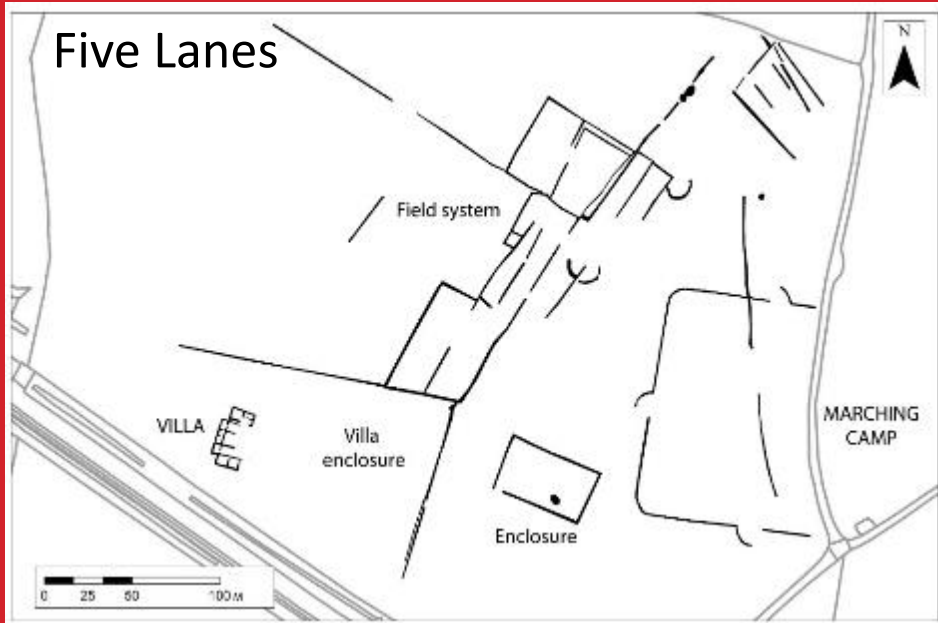 Five Lanes
N
Field system
VILLA
Villa
enclosure
MARCHING
CAMP
Enclosure
0 25 50 100 M